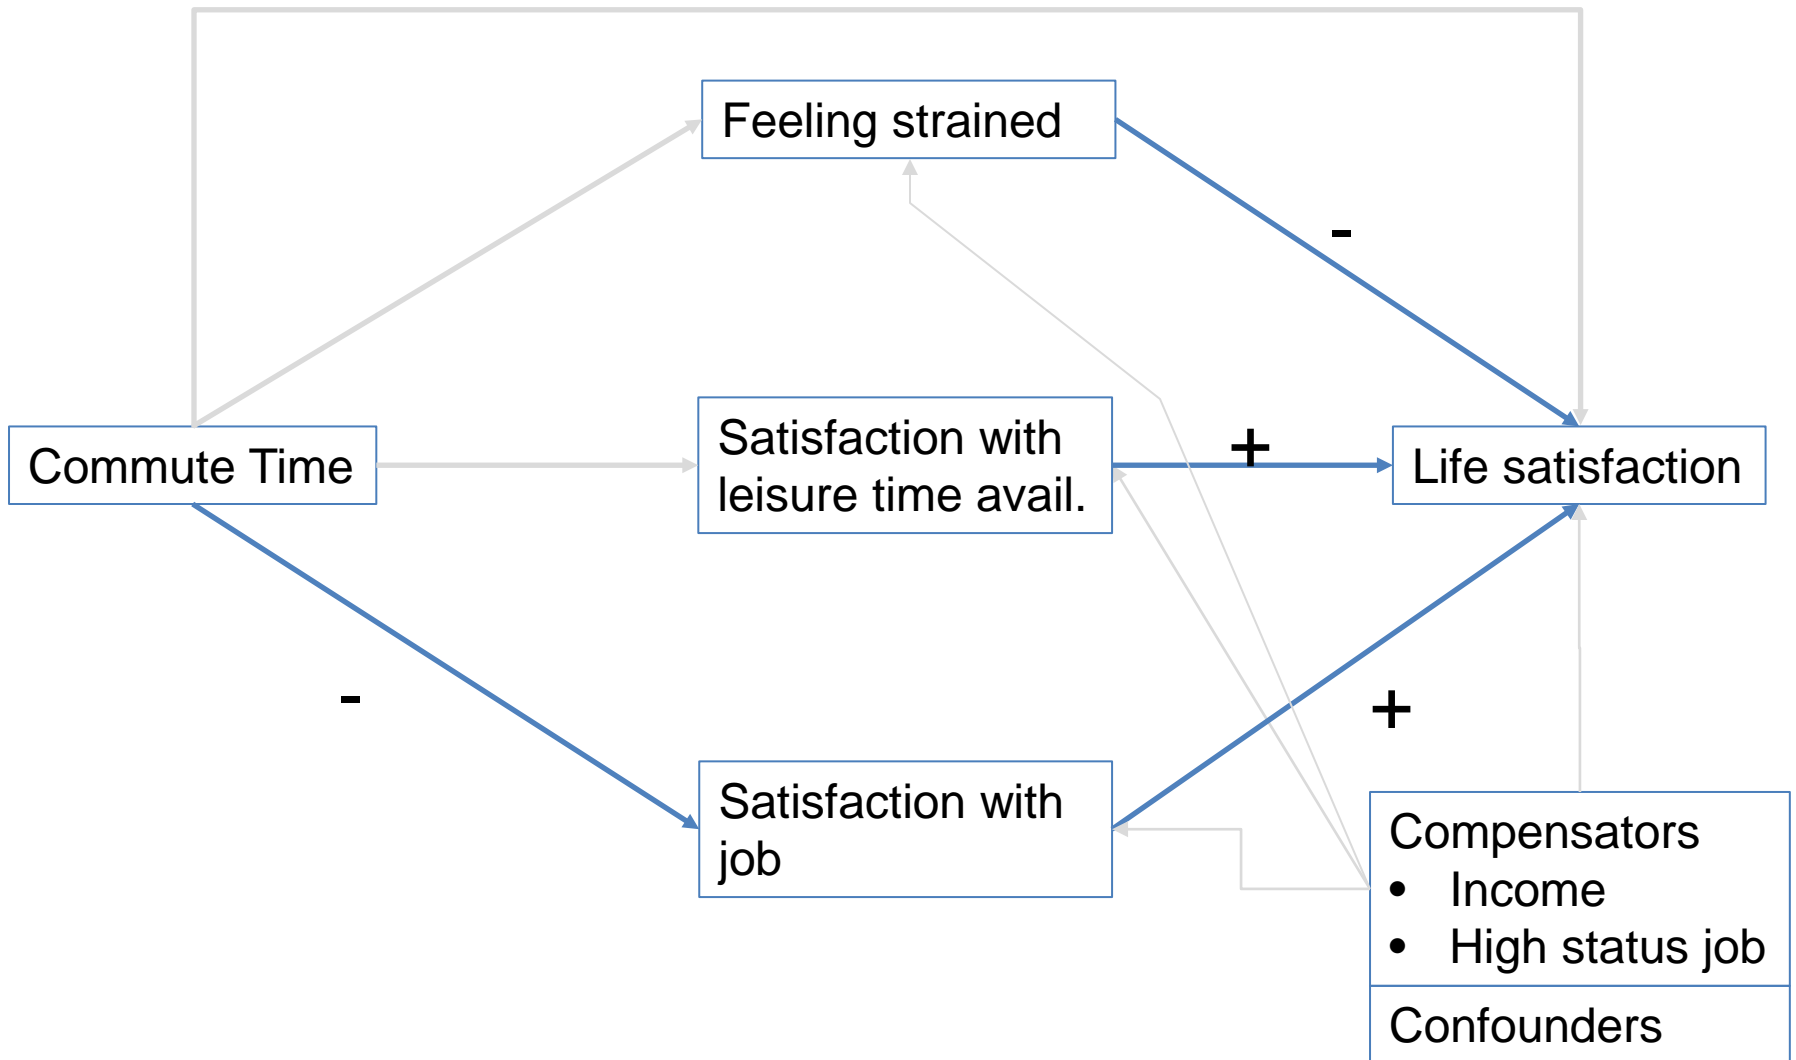 Feeling strained
-
Commute Time
Satisfaction with
leisure time avail.
+
Life satisfaction
-
+
Satisfaction with
job
Compensators
• Income
• High status job
Confounders